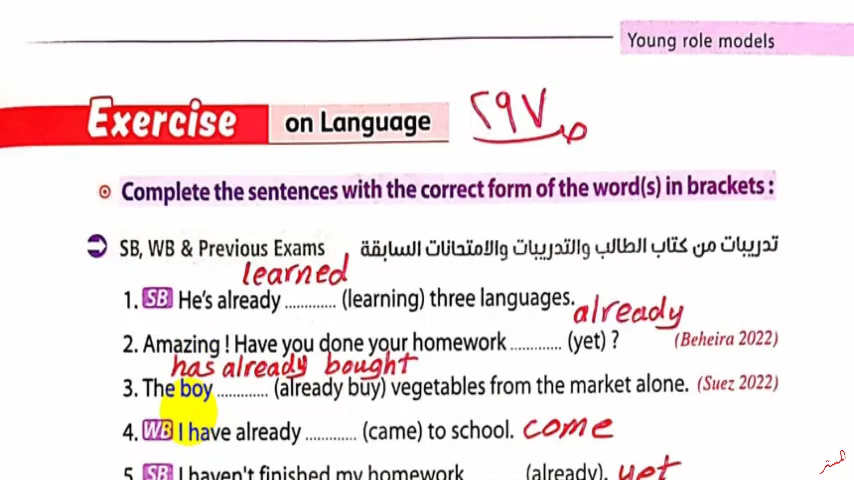 Young role models
Exercise on Language ص ٢٩٧
Complete the sentences with the correct form of the word(s) in brackets :
SB, WB & Previous Exams تدريبات من كتاب الطالب والتدريبات والامتحانات السابقة
learned
1. SB He's already ............ (learning) three languages.
already
2. Amazing ! Have you done your homework ............ (yet) ? (Beheira 2022)
has already bought
3. The boy ............ (already buy) vegetables from the market alone. (Suez 2022)
4. WB I have already ............ (came) to school. come
5. SB I haven't finished my homework (already). yet